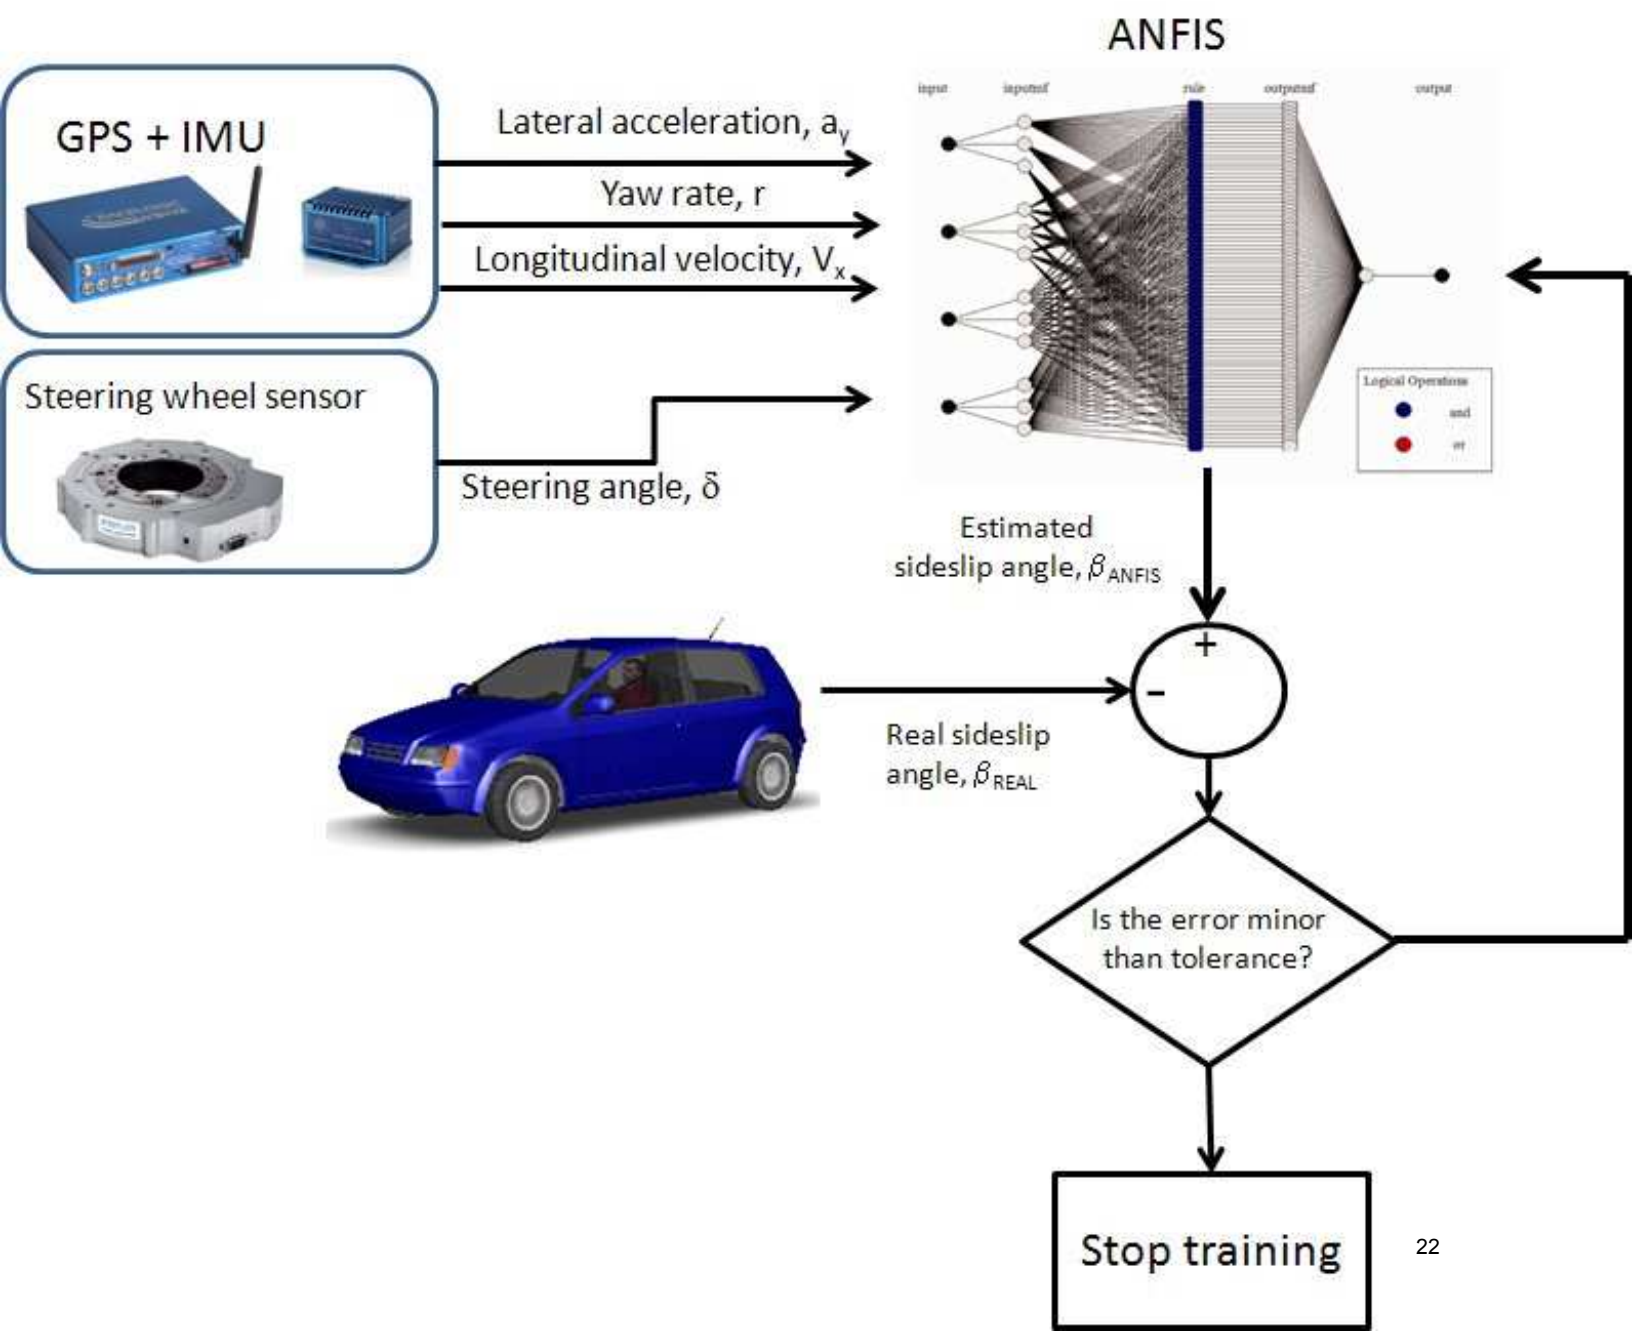 ANFIS
GPS + IMU
Lateral acceleration, ay
Yaw rate, r
Longitudinal velocity, Vx
Steering wheel sensor
Steering angle, δ
input
inputmf
rule
outputmf
output
Logical Operations
and
or
Estimated
sideslip angle, βANFIS
+
-
Real sideslip
angle, βREAL
Is the error minor
than tolerance?
Stop training
22